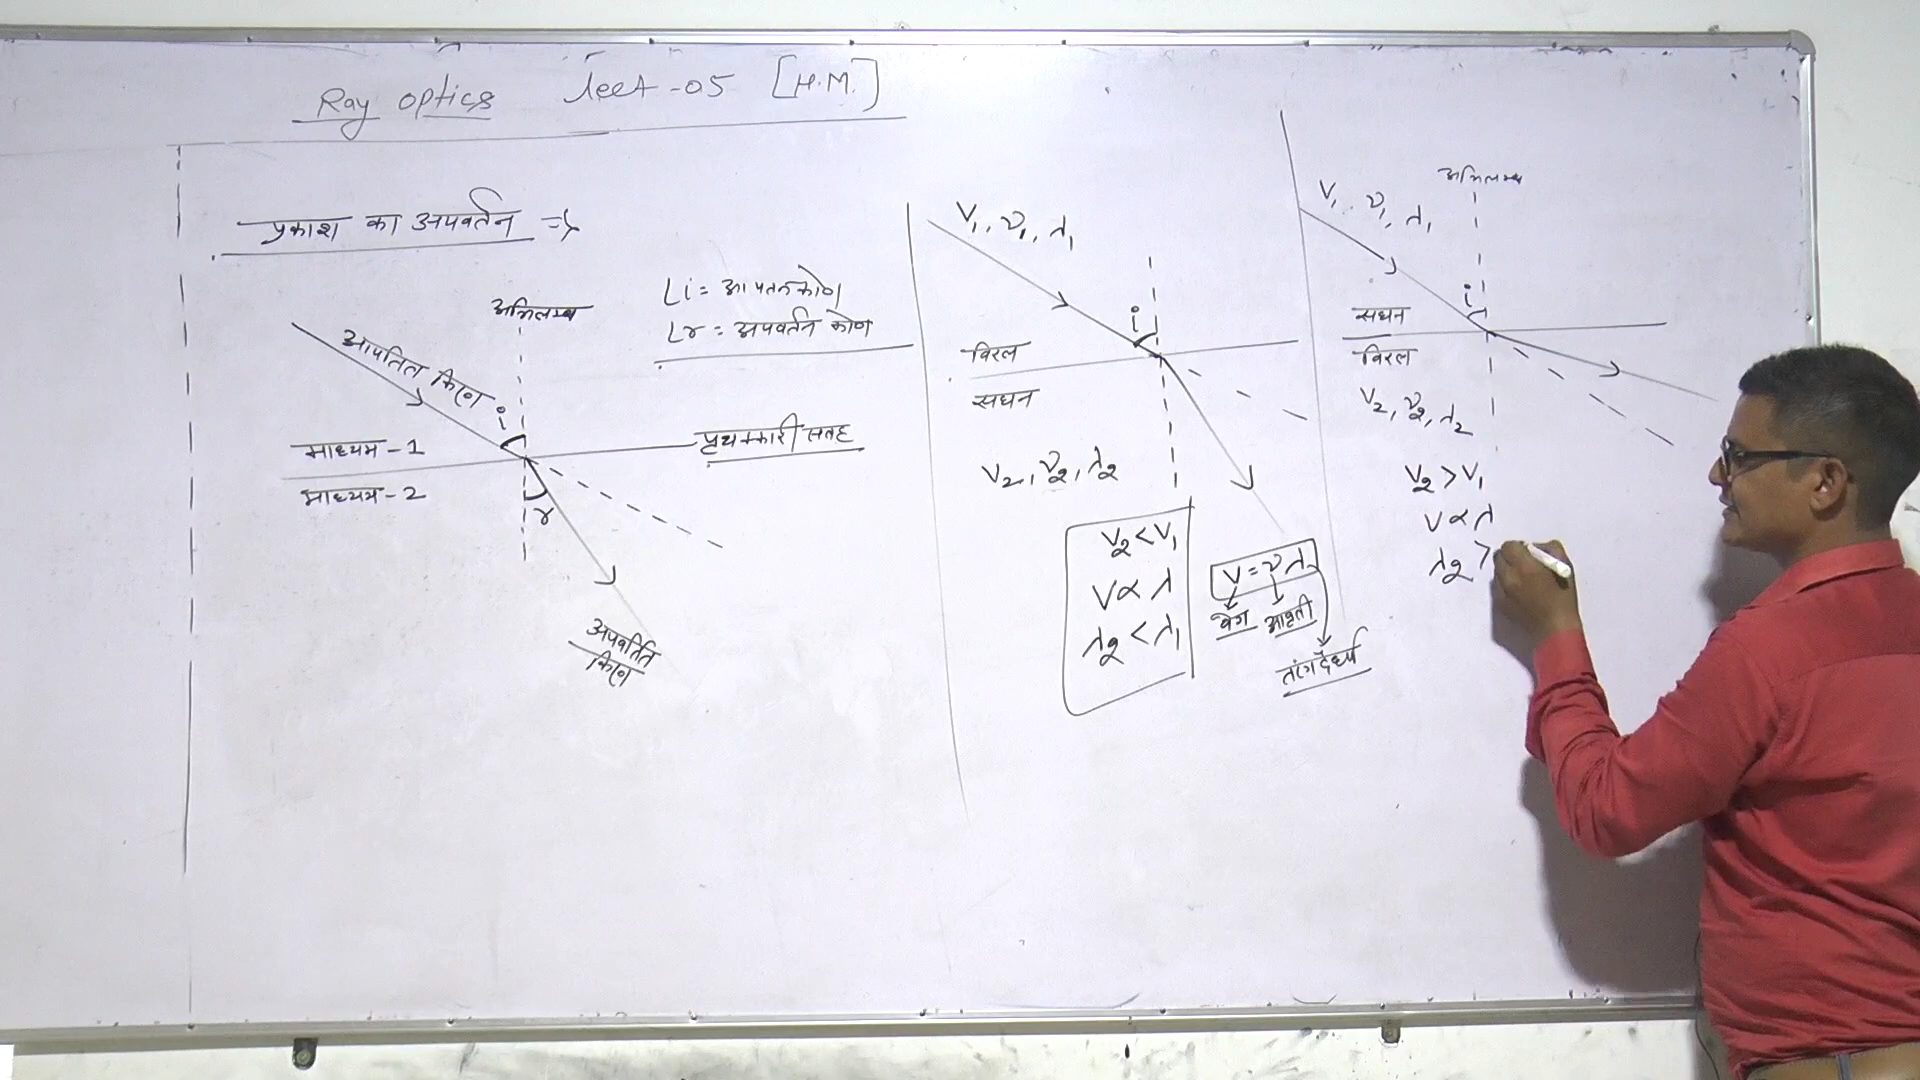 Ray optics Lect-05 [H.M.]
प्रकाश का अपवर्तन =>
अभिलम्ब
∠i = आपतन कोण
∠r = अपवर्तन कोण
आपतित किरण
i
माध्यम-1
पृथक्कारी सतह
माध्यम-2
r
अपवर्तित
किरण
V₁, ν₁, λ₁
i
विरल
सघन
V₂, ν₂, λ₂
V₂ < V₁
V ∝ λ
λ₂ < λ₁
V = ν λ
वेग
आवृती
तरंगदैर्ध्य
अभिलम्ब
V₁, ν₁, λ₁
i
सघन
विरल
V₂, ν₂, λ₂
V₂ > V₁
V ∝ λ
λ₂ >